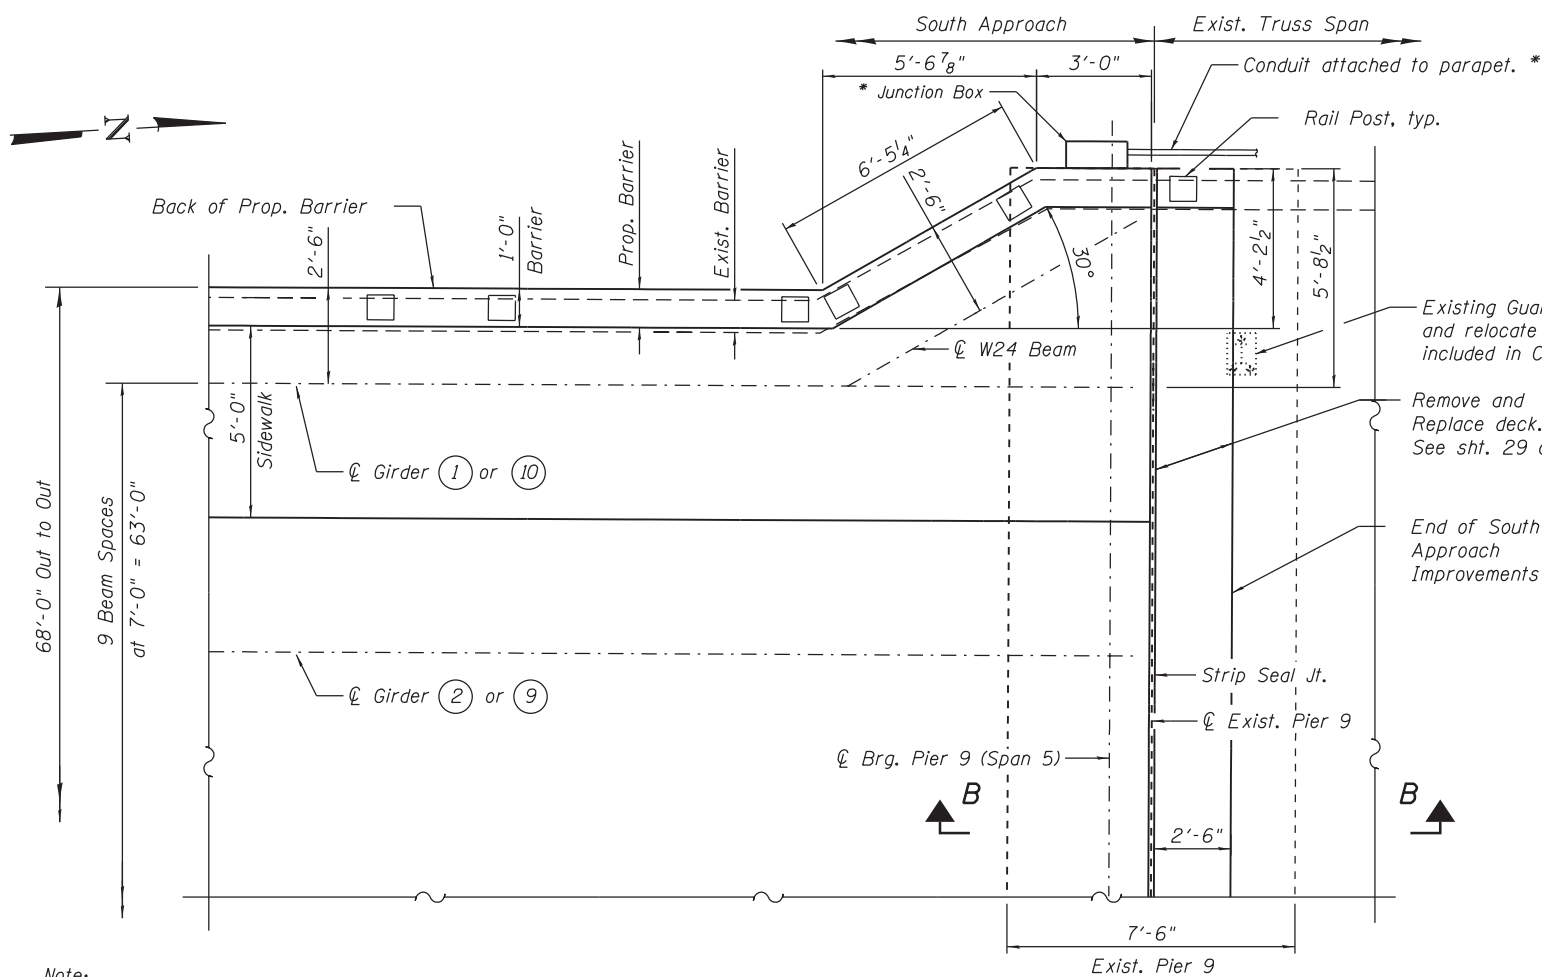 South Approach
Exist. Truss Span
5'-6 7/8"
3'-0"
Conduit attached to parapet. *
* Junction Box
Rail Post, typ.
N
6'-5 1/4"
2'-6"
Back of Prop. Barrier
2'-6"
1'-0"
Barrier
Prop. Barrier
Exist. Barrier
30°
4'-2 1/2"
5'-8 1/2"
Existing
and relocate
included in
℄ W24 Beam
Remove and
Replace deck.
See sht. 29
5'-0"
Sidewalk
℄ Girder 1 or 10
68'-0" Out to Out
9 Beam Spaces
at 7'-0" = 63'-0"
End of South
Approach
Improvements
℄ Girder 2 or 9
Strip Seal Jt.
℄ Exist. Pier 9
℄ Brg. Pier 9 (Span 5)
B
B
2'-6"
7'-6"
Exist. Pier 9
Note: